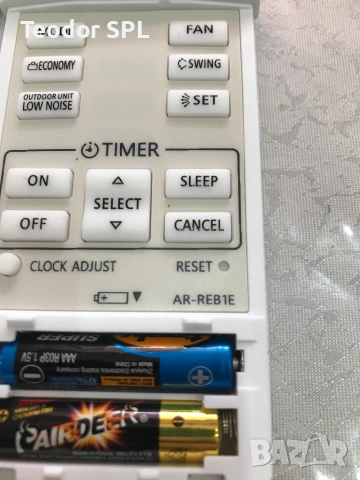 Teodor SPL
MODE
FAN
ECONOMY
SWING
OUTDOOR UNIT
LOW NOISE
SET
TIMER
ON
SLEEP
SELECT
OFF
CANCEL
CLOCK ADJUST
RESET
AR-REB1E
SUPER
AAA R03P 1.5V
Made in China
PAIRDEER
BAZAR